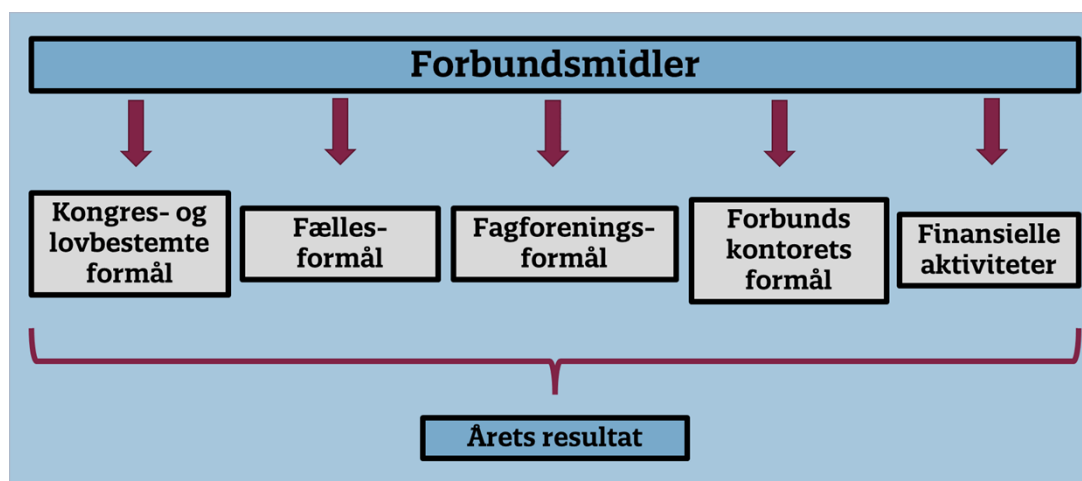 Forbundsmidler
Kongres- og
lovbestemte
formål
Fælles-
formål
Fagforenings-
formål
Forbunds
kontorets
formål
Finansielle
aktiviteter
Årets resultat